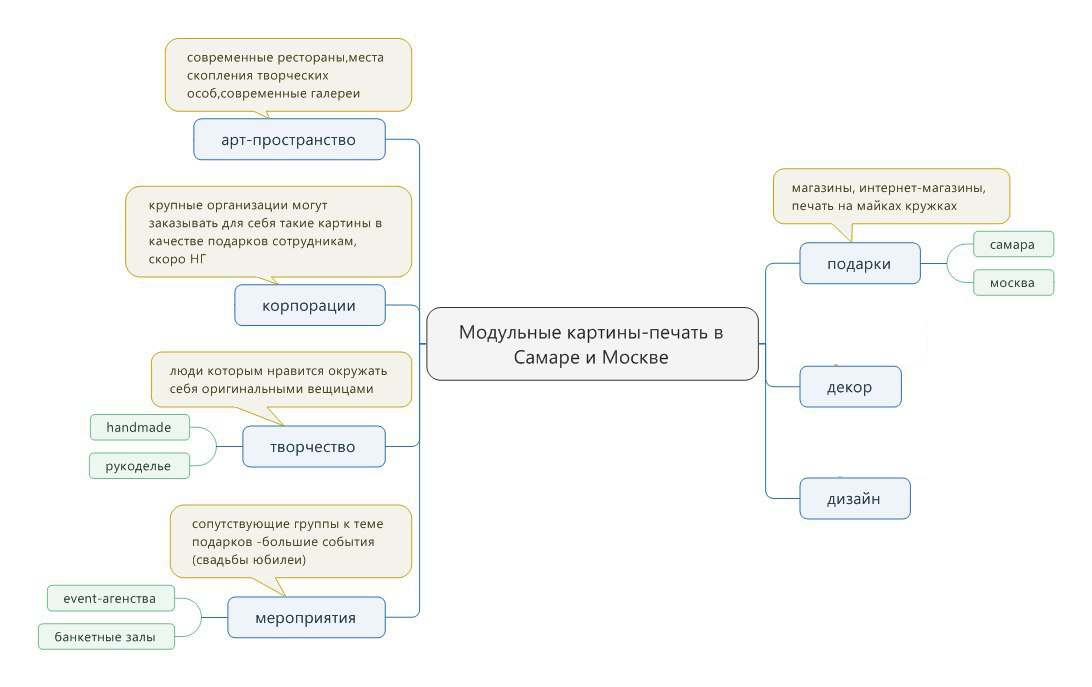 современные рестораны,места
скопления творческих
особ,современные галереи
арт-пространство
крупные организации могут
заказывать для себя такие картины в
качестве подарков сотрудникам,
скоро НГ
корпорации
люди которым нравится окружать
себя оригинальными вещицами
handmade
рукоделье
творчество
сопутствующие группы к теме
подарков -большие события
(свадьбы юбилеи)
event-агенства
банкетные залы
мероприятия
Модульные картины-печать в
Самаре и Москве
магазины, интернет-магазины,
печать на майках кружках
подарки
самара
москва
декор
дизайн